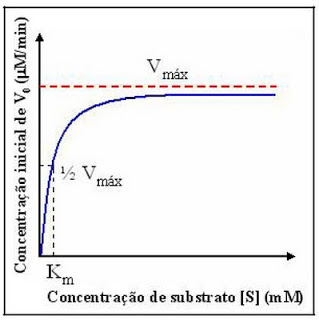 Concentração inicial de V₀ (µM/min)
Vmáx
½ Vmáx
Km
Concentração de substrato [S] (mM)